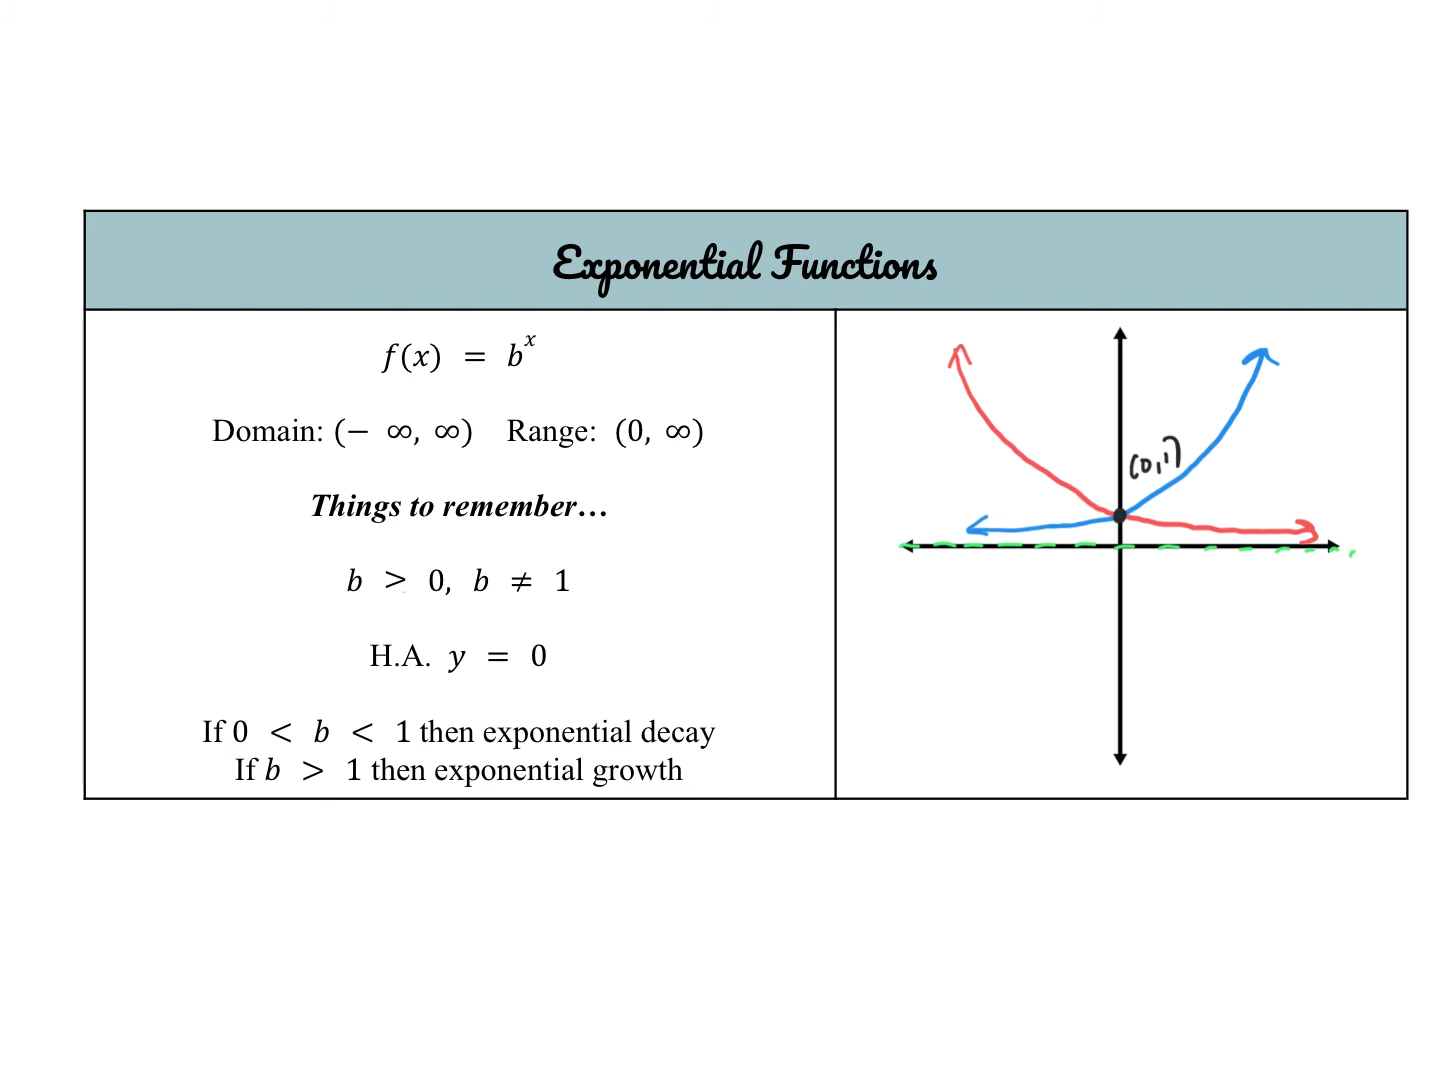 Exponential Functions
f(x) = b^x
Domain: (− ∞, ∞) Range: (0, ∞)
Things to remember…
b > 0, b ≠ 1
H.A. y = 0
If 0 < b < 1 then exponential decay
If b > 1 then exponential growth
(0,1)